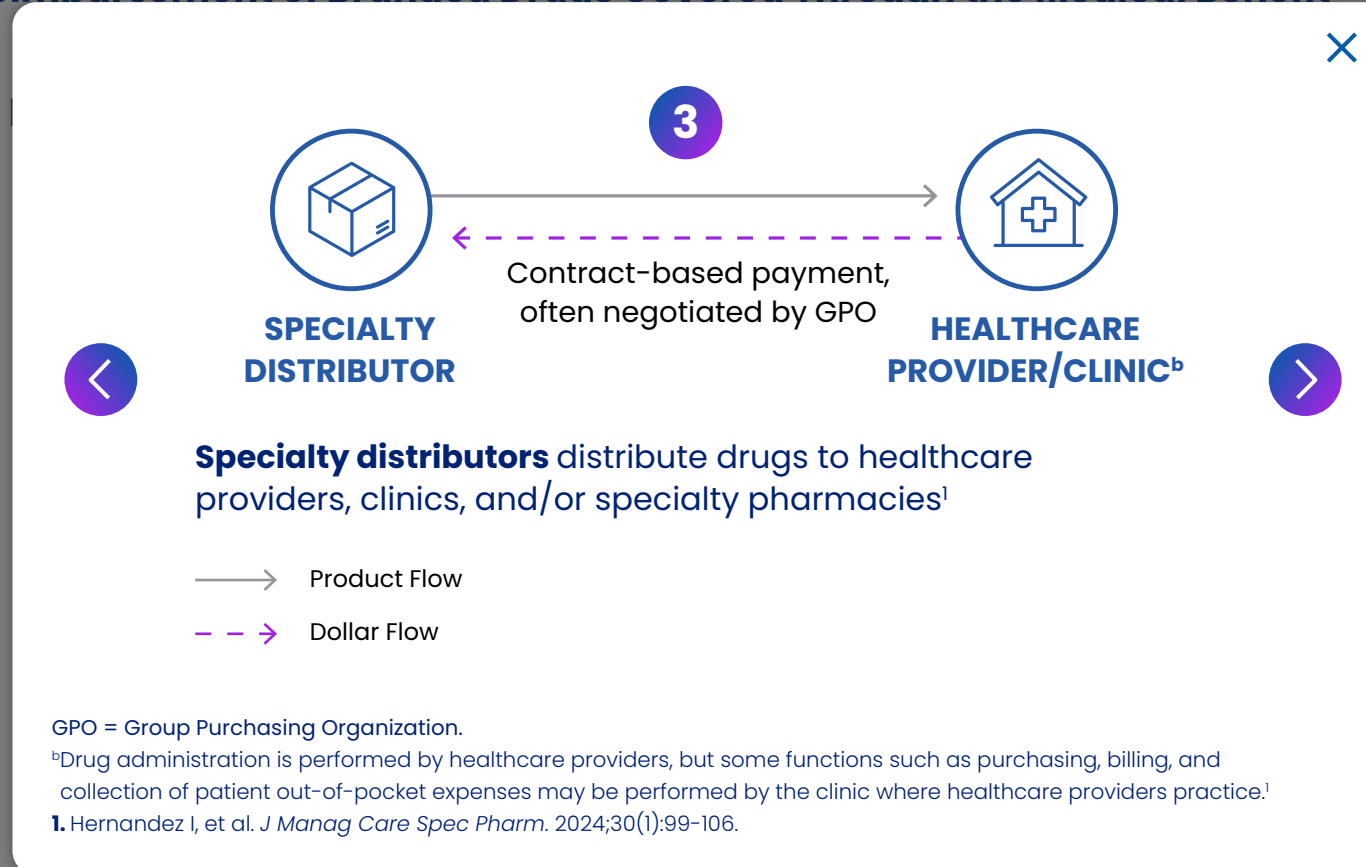 3
Contract-based payment,
often negotiated by GPO
SPECIALTY
DISTRIBUTOR
HEALTHCARE
PROVIDER/CLINICᵇ
Specialty distributors distribute drugs to healthcare
providers, clinics, and/or specialty pharmacies¹
Product Flow
Dollar Flow
GPO = Group Purchasing Organization.
ᵇDrug administration is performed by healthcare providers, but some functions such as purchasing, billing, and
collection of patient out-of-pocket expenses may be performed by the clinic where healthcare providers practice.¹
1. Hernandez I, et al. J Manag Care Spec Pharm. 2024;30(1):99-106.